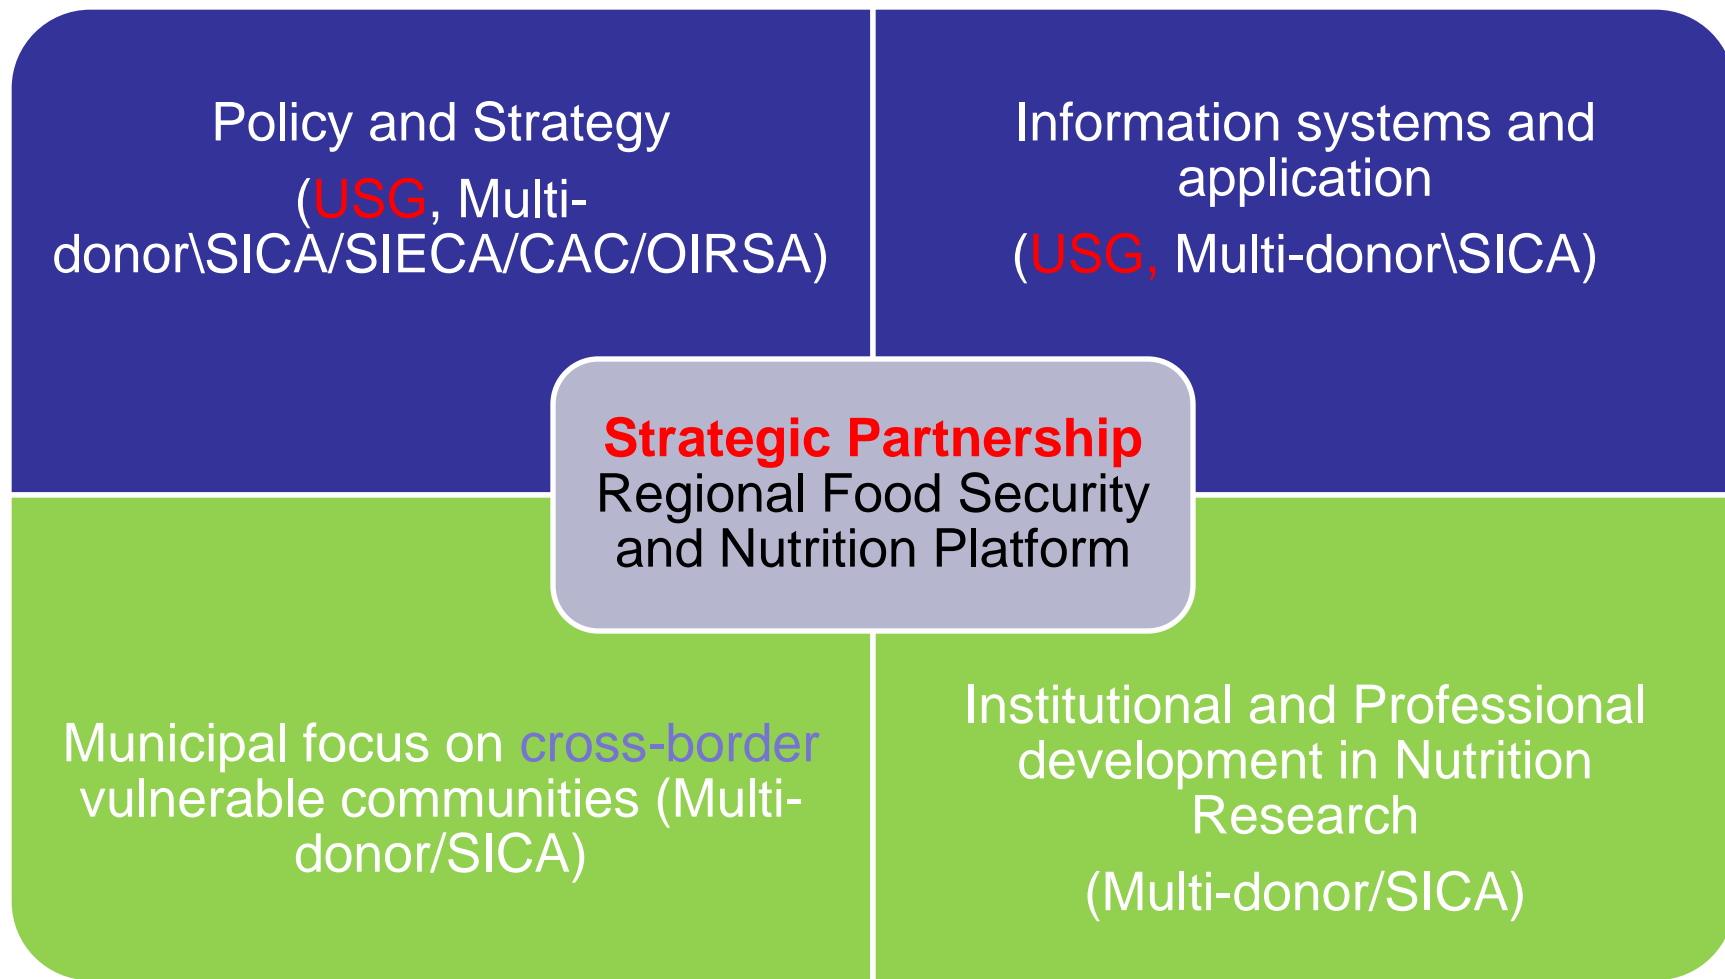 Policy and Strategy
(USG, Multi-
donor\SICA/SIECA/CAC/OIRSA)
Information systems and
application
(USG, Multi-donor\SICA)
Strategic Partnership
Regional Food Security
and Nutrition Platform
Municipal focus on cross-border
vulnerable communities (Multi-
donor/SICA)
Institutional and Professional
development in Nutrition
Research
(Multi-donor/SICA)